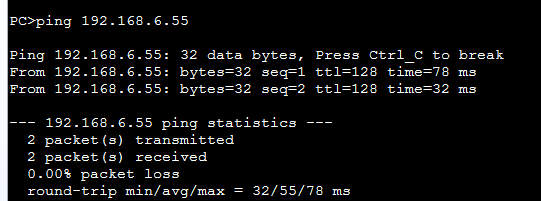 PC>ping 192.168.6.55
Ping 192.168.6.55: 32 data bytes, Press Ctrl_C to break
From 192.168.6.55: bytes=32 seq=1 ttl=128 time=78 ms
From 192.168.6.55: bytes=32 seq=2 ttl=128 time=32 ms
--- 192.168.6.55 ping statistics ---
2 packet(s) transmitted
2 packet(s) received
0.00% packet loss
round-trip min/avg/max = 32/55/78 ms